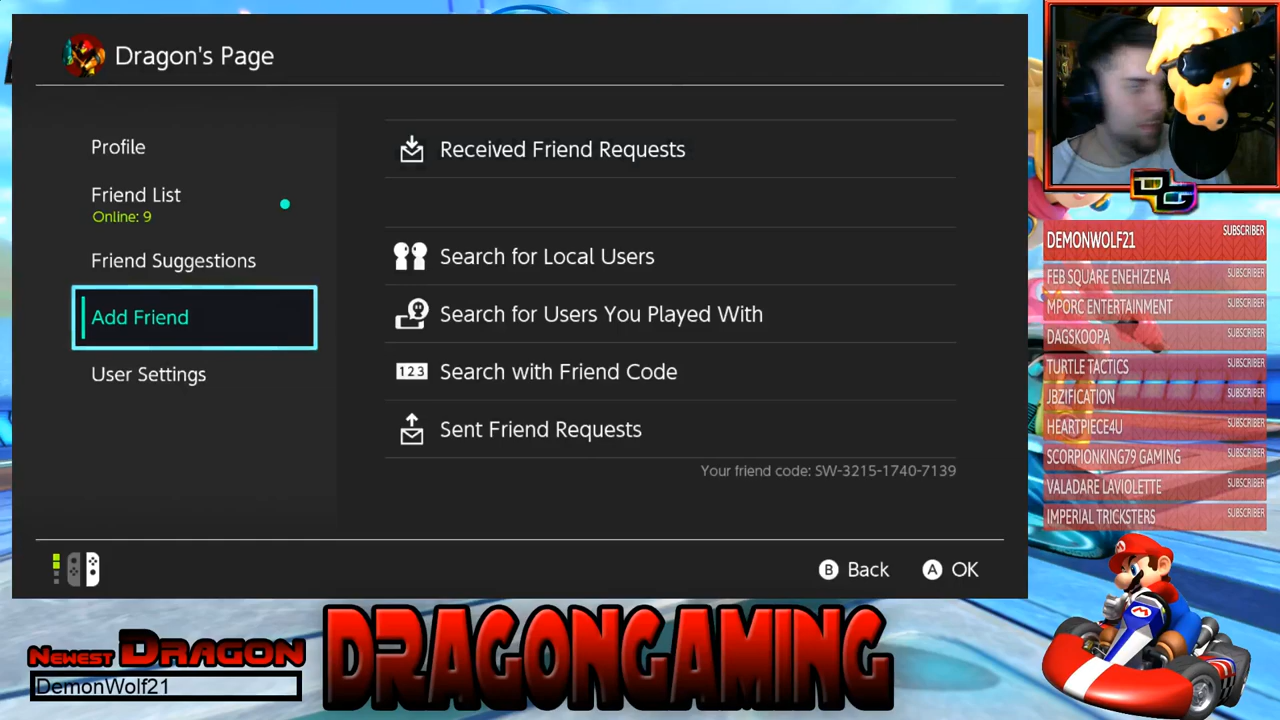 Dragon's Page
Profile
Friend List
Online: 9
Friend Suggestions
Add Friend
User Settings
Received Friend Requests
Search for Local Users
Search for Users You Played With
123 Search with Friend Code
Sent Friend Requests
Your friend code: SW-3215-1740-7139
B Back A OK
DG
DEMONWOLF21 SUBSCRIBER
FEB SQUARE ENEHIZENA SUBSCRIBER
MPORC ENTERTAINMENT SUBSCRIBER
DAGSKOOPA SUBSCRIBER
TURTLE TACTICS SUBSCRIBER
JBZIFICATION SUBSCRIBER
HEARTPIECE4U SUBSCRIBER
SCORPIONKING79 GAMING SUBSCRIBER
VALADARE LAVIOLETTE SUBSCRIBER
IMPERIAL TRICKSTERS SUBSCRIBER
M
M
NEWEST DRAGON
DemonWolf21
DRAGONGAMING